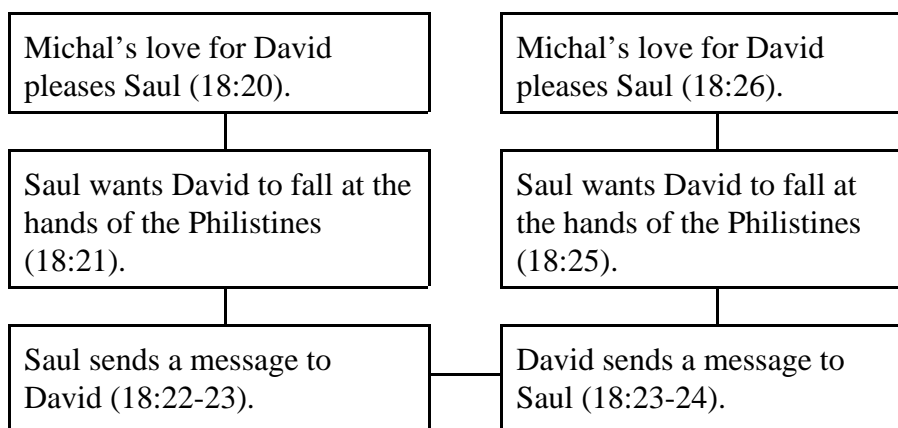 Michal’s love for David
pleases Saul (18:20).
Saul wants David to fall at the
hands of the Philistines
(18:21).
Saul sends a message to
David (18:22-23).
Michal’s love for David
pleases Saul (18:26).
Saul wants David to fall at
the hands of the Philistines
(18:25).
David sends a message to
Saul (18:23-24).